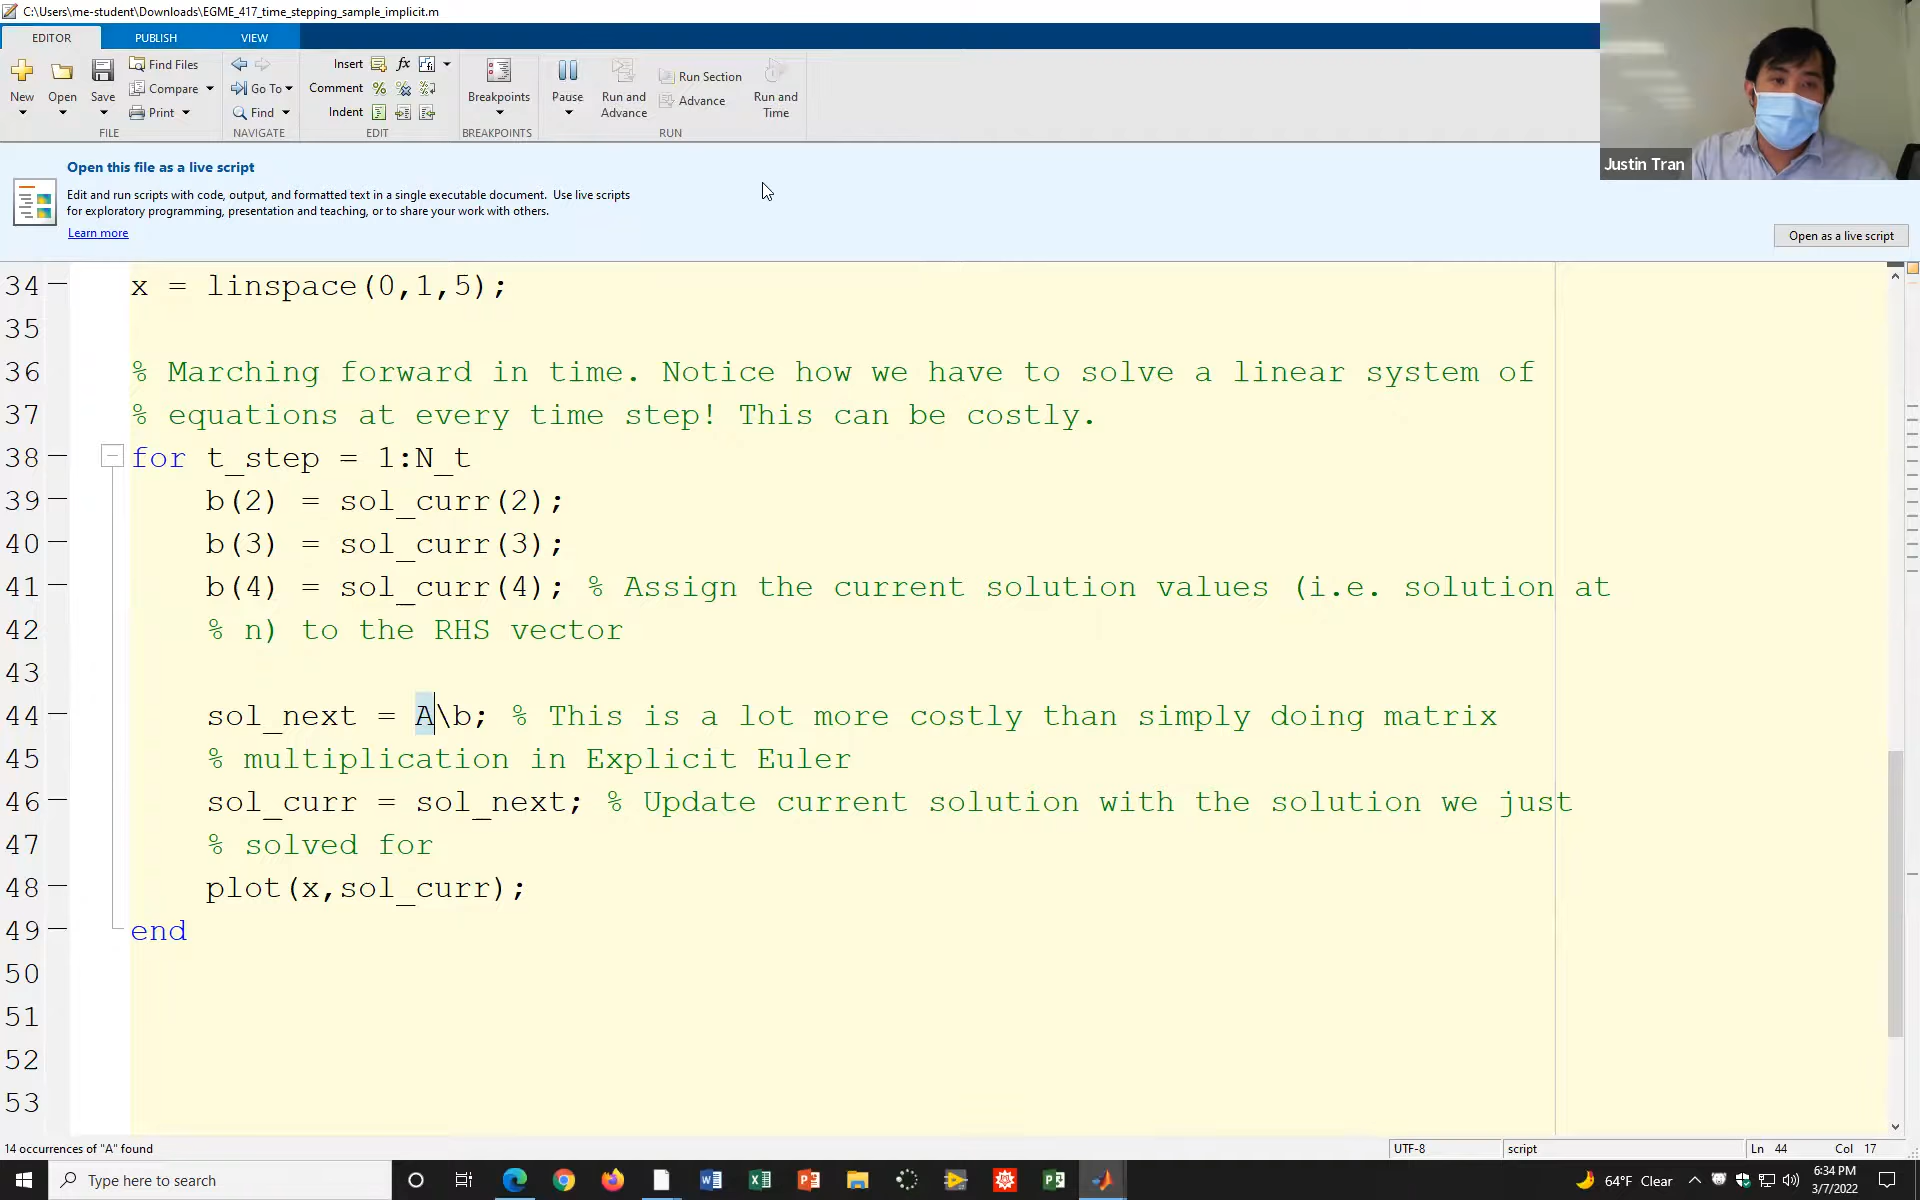 C:\Users\me-student\Downloads\EGME_417_time_stepping_sample_implicit.m
EDITOR PUBLISH VIEW
New
Open
Save
Find Files
Compare
Print
FILE
Go To
Find
NAVIGATE
Insert fx
Comment %
Indent
EDIT
Breakpoints
BREAKPOINTS
Pause
Run and
Advance
Run Section
Advance
Run and
Time
RUN
Justin Tran
Open this file as a live script
Edit and run scripts with code, output, and formatted text in a single executable document. Use live scripts
for exploratory programming, presentation and teaching, or to share your work with others.
Learn more
Open as a live script
34 x = linspace(0,1,5);
35
36 % Marching forward in time. Notice how we have to solve a linear system of
37 % equations at every time step! This can be costly.
38 for t_step = 1:N_t
39 b(2) = sol_curr(2);
40 b(3) = sol_curr(3);
41 b(4) = sol_curr(4); % Assign the current solution values (i.e. solution at
42 % n) to the RHS vector
43
44 sol_next = A\b; % This is a lot more costly than simply doing matrix
45 % multiplication in Explicit Euler
46 sol_curr = sol_next; % Update current solution with the solution we just
47 % solved for
48 plot(x,sol_curr);
49 end
50
51
52
53
14 occurrences of "A" found
UTF-8 script Ln 44 Col 17
Type here to search
64°F Clear
6:34 PM
3/7/2022